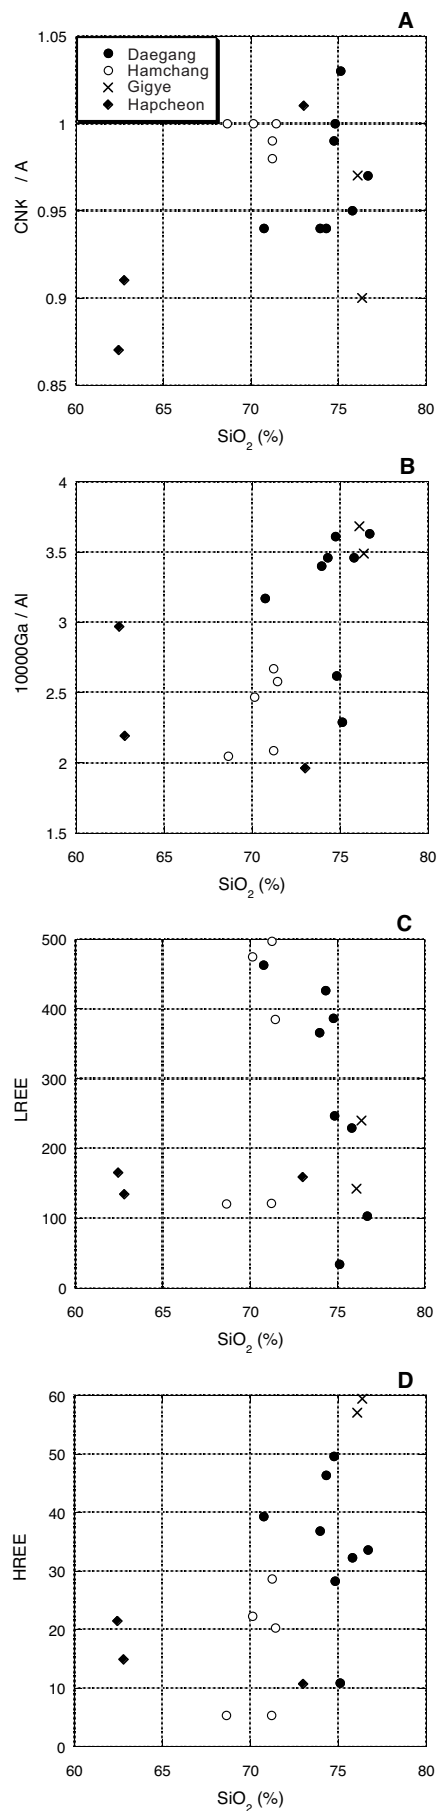 A
1.05
Daegang
Hamchang
Gigye
Hapcheon
1
0.95
0.9
0.85
CNK / A
60
65
70
75
80
SiO2 (%)
B
4
3.5
3
2.5
2
1.5
10000Ga / Al
60
65
70
75
80
SiO2 (%)
C
500
400
300
200
100
0
LREE
60
65
70
75
80
SiO2 (%)
D
60
50
40
30
20
10
0
HREE
60
65
70
75
80
SiO2 (%)